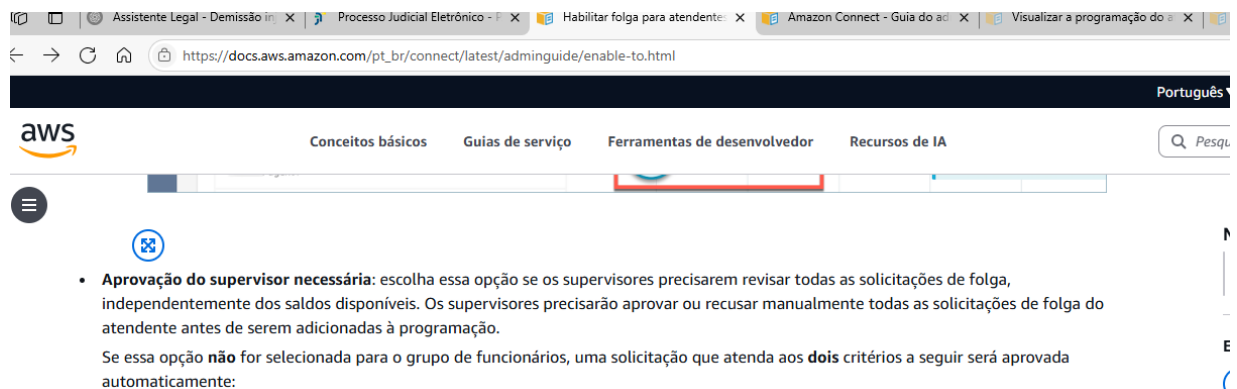 Assistente Legal - Demissão inj
Processo Judicial Eletrônico - P
Habilitar folga para atendentes
Amazon Connect - Guia do ad
Visualizar a programação do a
https://docs.aws.amazon.com/pt_br/connect/latest/adminguide/enable-to.html
Português
aws
Conceitos básicos
Guias de serviço
Ferramentas de desenvolvedor
Recursos de IA
Pesqu
N
• Aprovação do supervisor necessária: escolha essa opção se os supervisores precisarem revisar todas as solicitações de folga,
independentemente dos saldos disponíveis. Os supervisores precisarão aprovar ou recusar manualmente todas as solicitações de folga do
atendente antes de serem adicionadas à programação.
Se essa opção não for selecionada para o grupo de funcionários, uma solicitação que atenda aos dois critérios a seguir será aprovada
automaticamente:
E